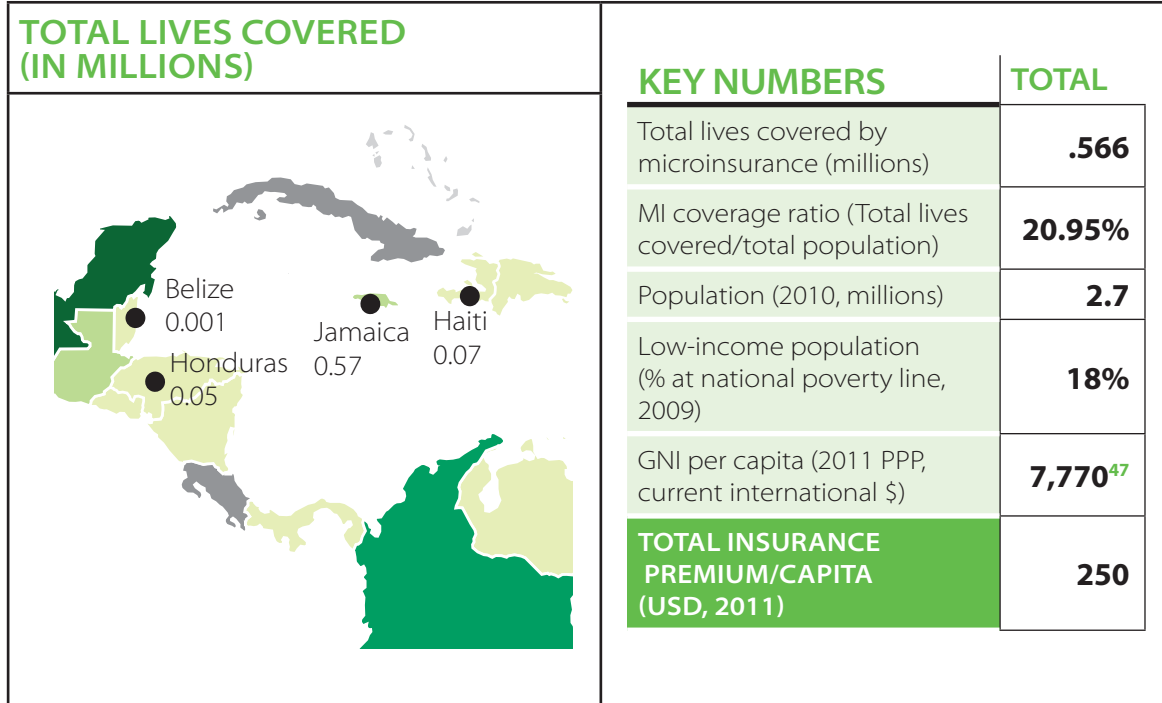 TOTAL LIVES COVERED
(IN MILLIONS)
Belize
0.001
Honduras
0.05
Jamaica
0.57
Haiti
0.07
KEY NUMBERS TOTAL
Total lives covered by
microinsurance (millions)
.566
MI coverage ratio (Total lives
covered/total population)
20.95%
Population (2010, millions)
2.7
Low-income population
(% at national poverty line,
2009)
18%
GNI per capita (2011 PPP,
current international $)
7,770⁴⁷
TOTAL INSURANCE
PREMIUM/CAPITA
(USD, 2011)
250